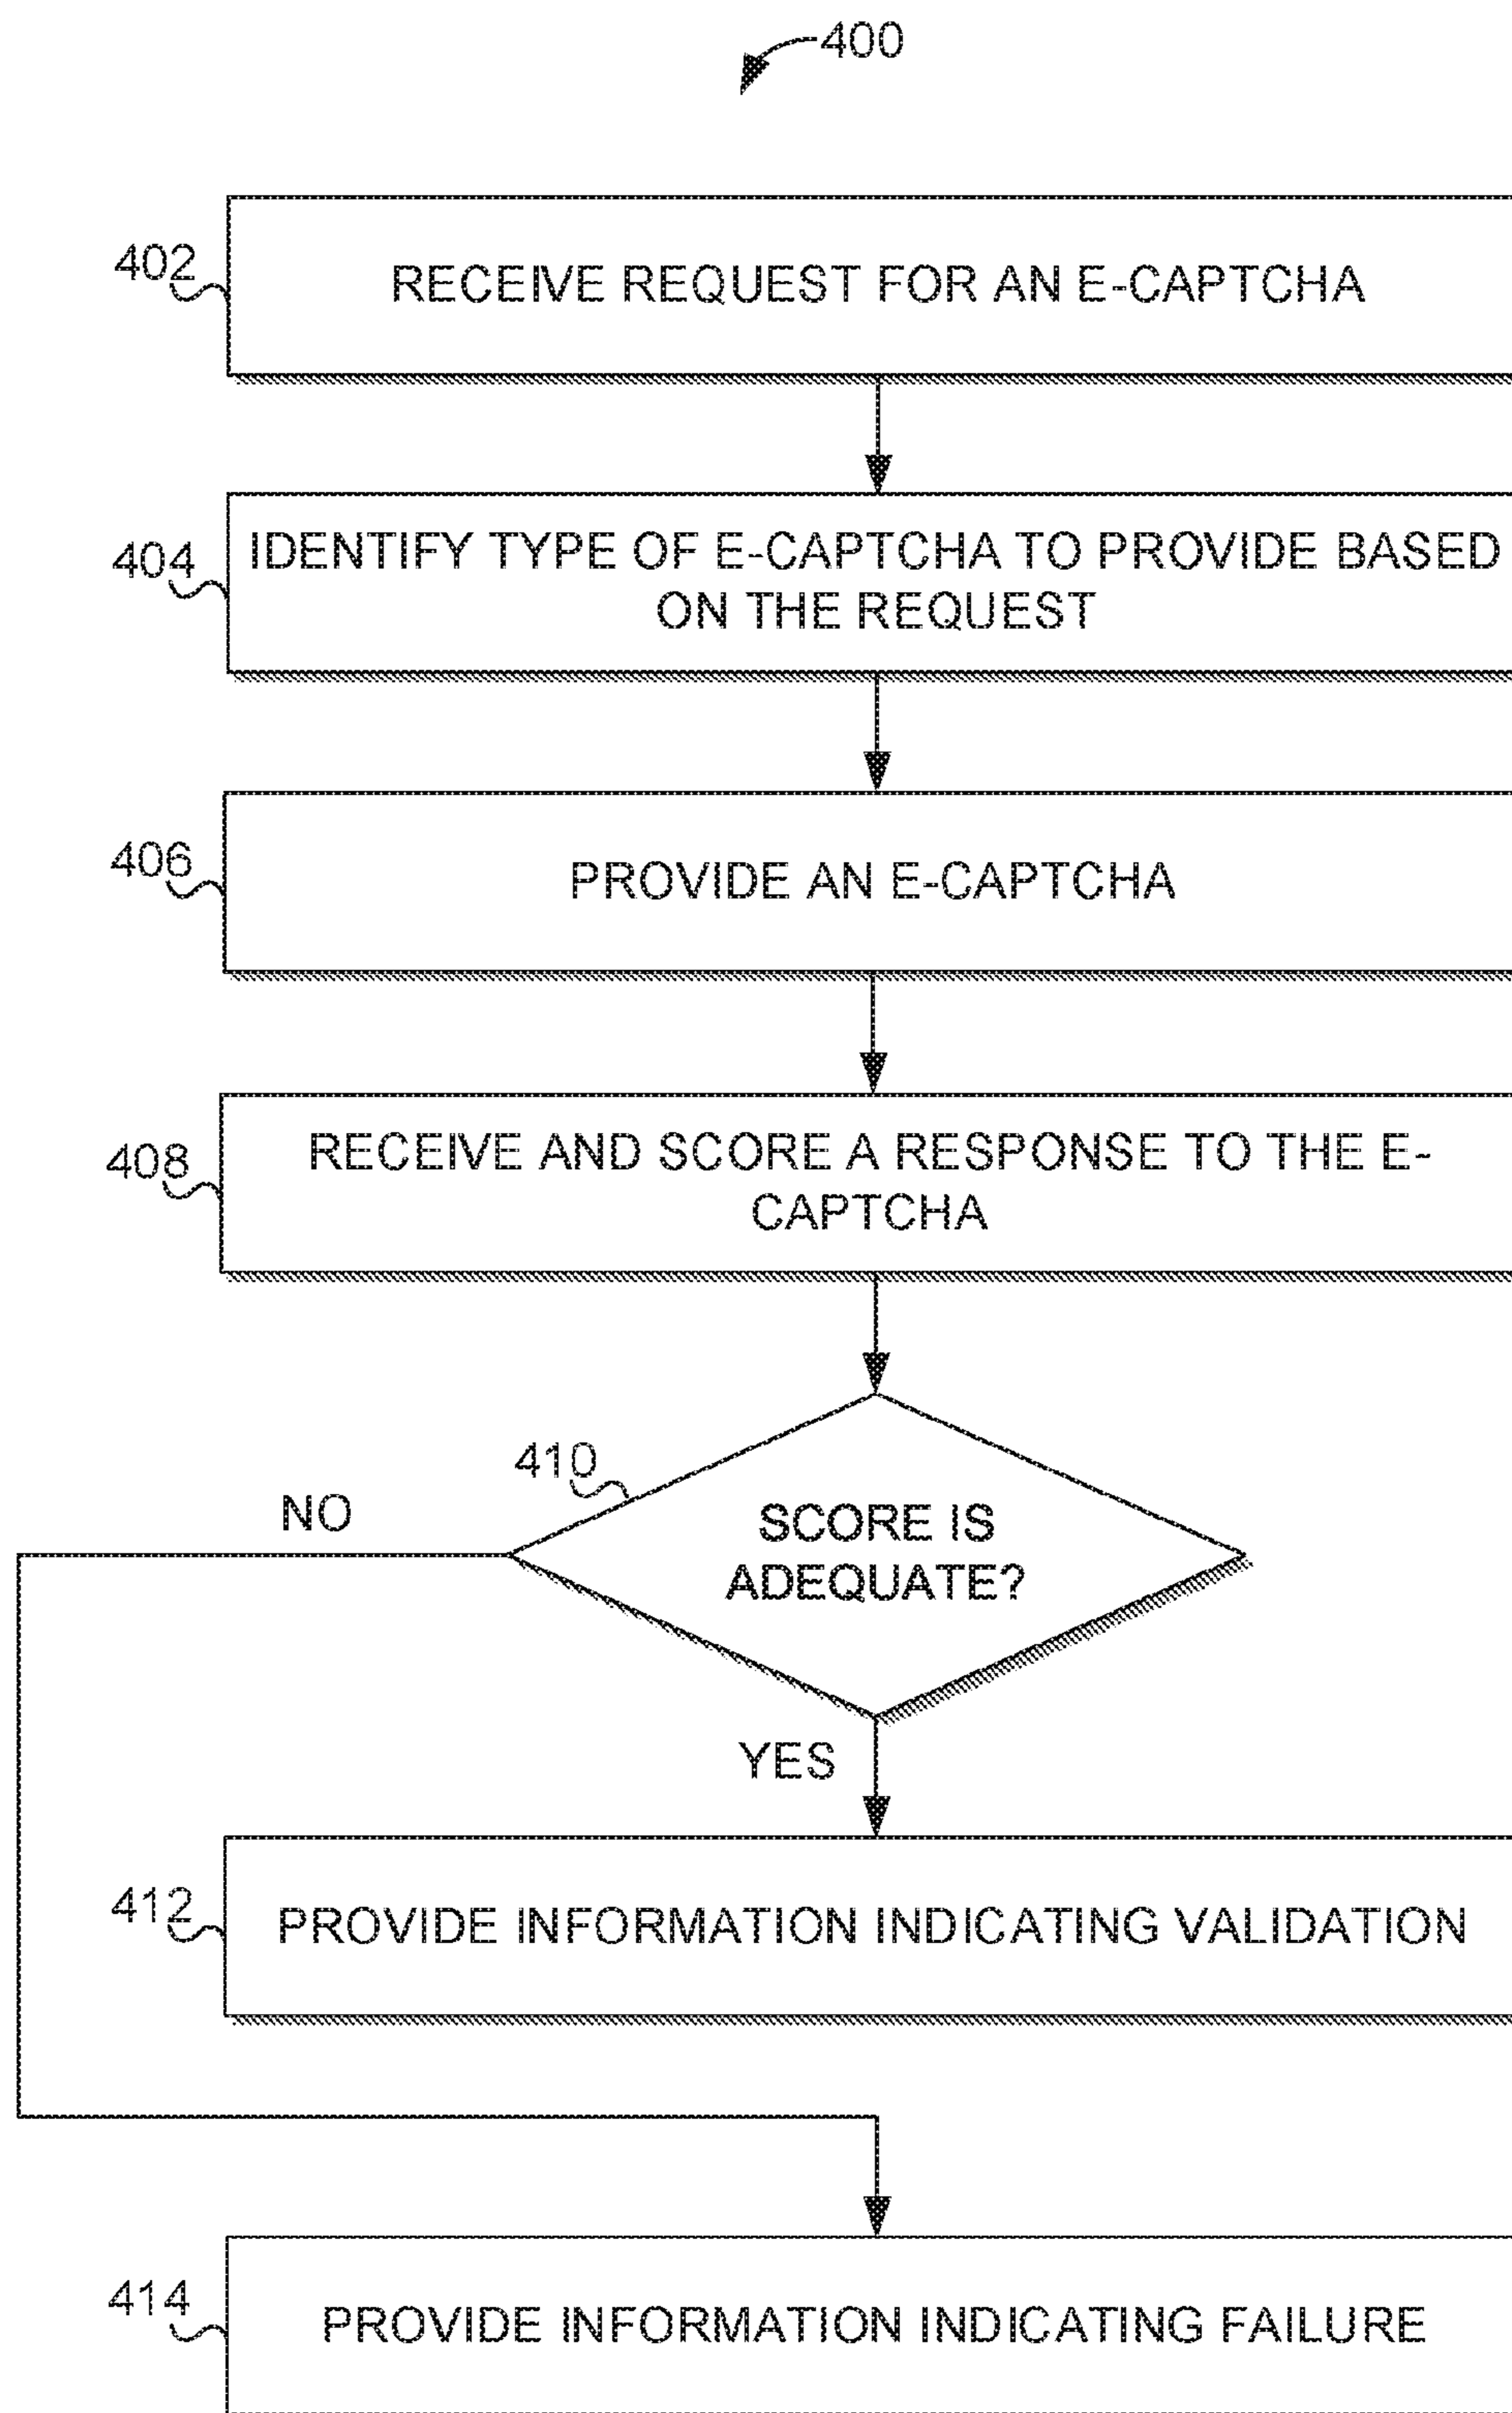 400
402
RECEIVE REQUEST FOR AN E-CAPTCHA
404
IDENTIFY TYPE OF E-CAPTCHA TO PROVIDE BASED
ON THE REQUEST
406
PROVIDE AN E-CAPTCHA
408
RECEIVE AND SCORE A RESPONSE TO THE E-
CAPTCHA
410
NO
SCORE IS
ADEQUATE?
YES
412
PROVIDE INFORMATION INDICATING VALIDATION
414
PROVIDE INFORMATION INDICATING FAILURE